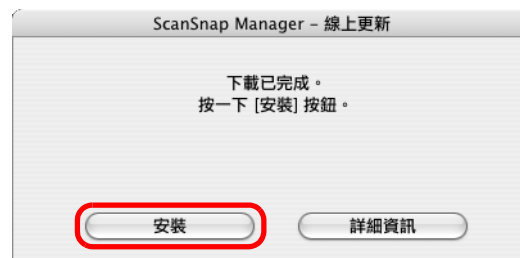 ScanSnap Manager – 線上更新
下載已完成。
按一下 [安裝] 按鈕。
安裝
詳細資訊